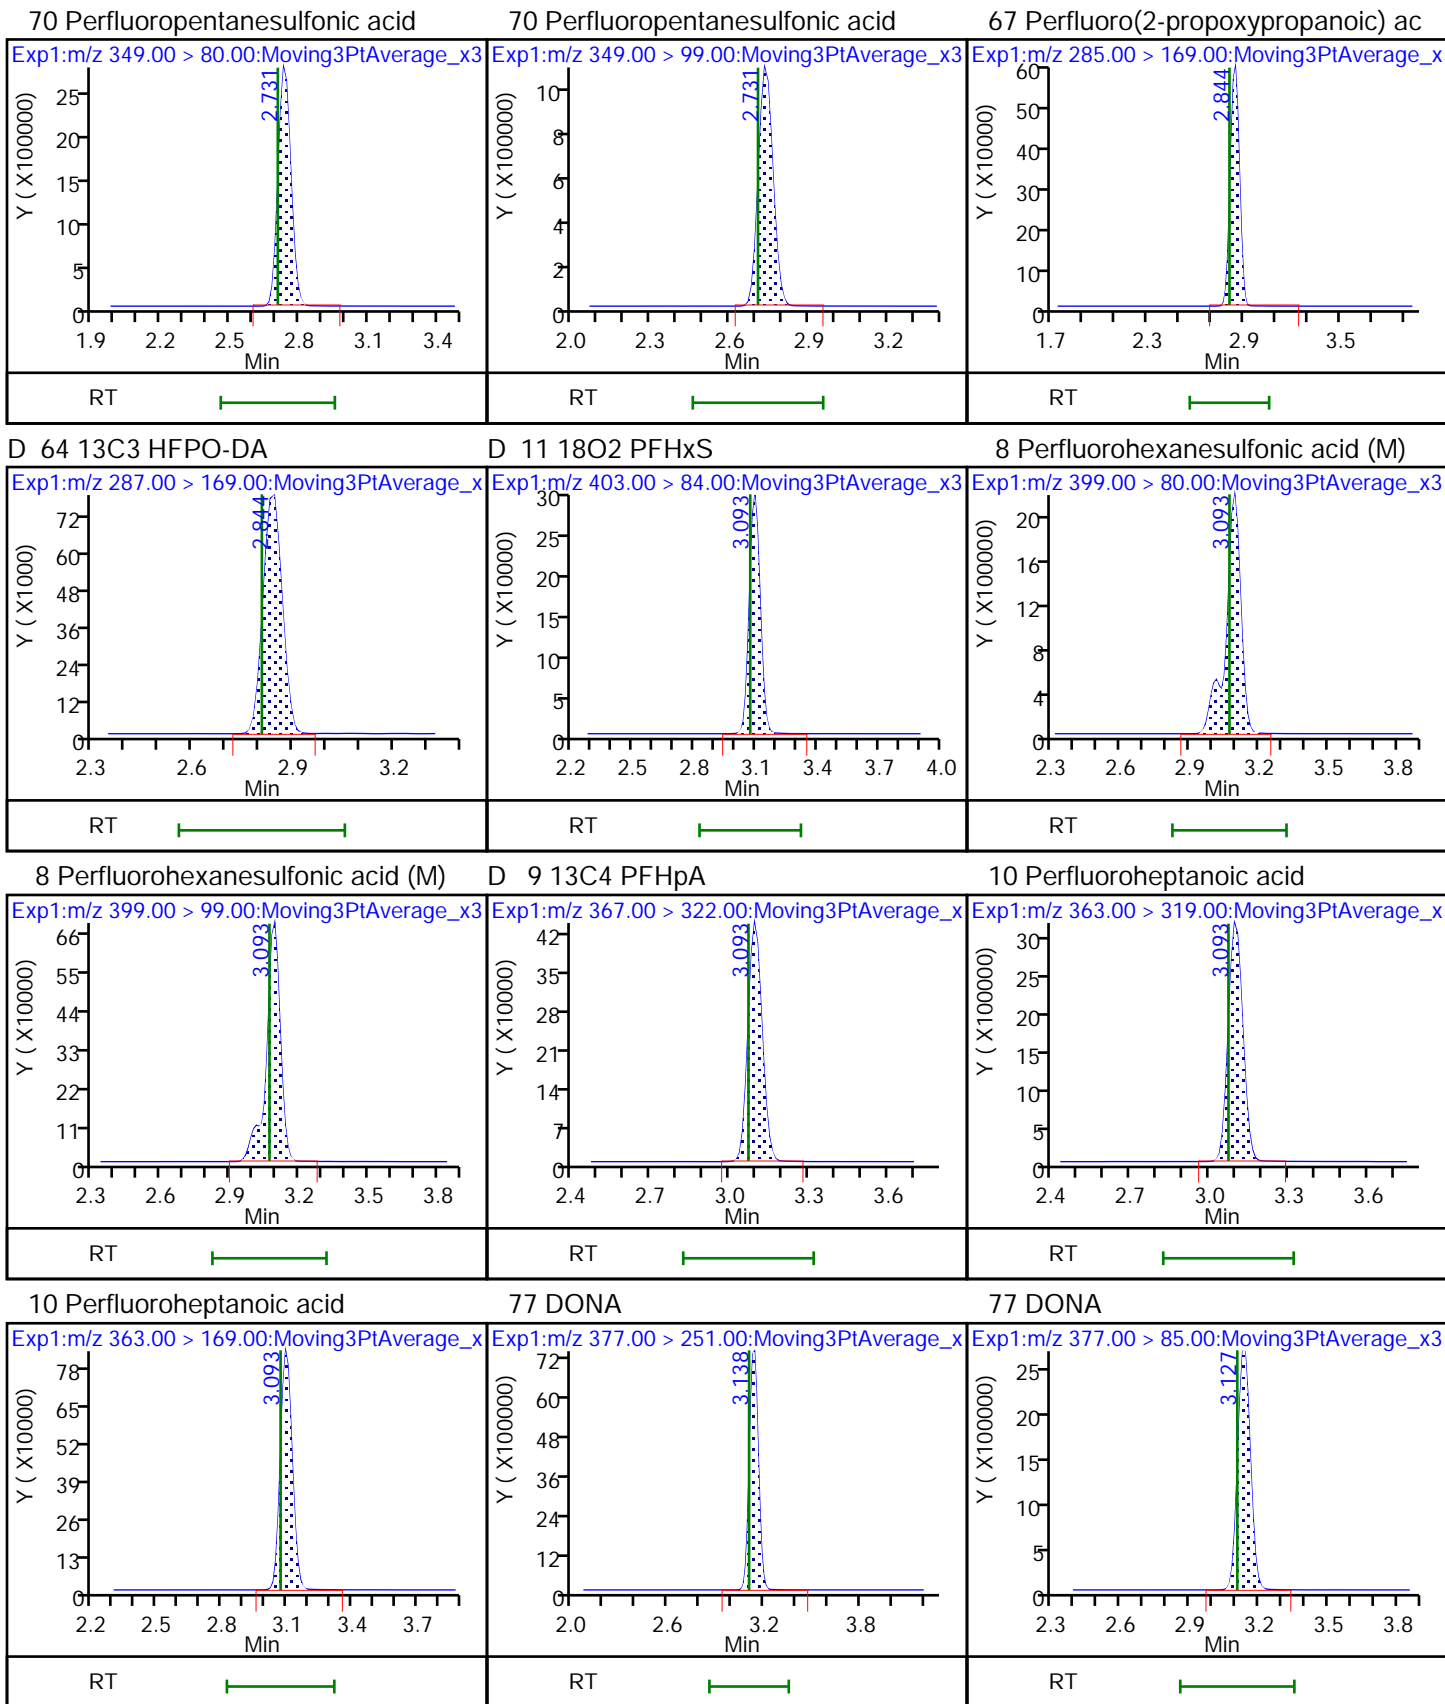 70 Perfluoropentanesulfonic acid
Exp1:m/z 349.00 > 80.00:Moving3PtAverage_x3
2.731
Y ( X100000)
25
20
15
10
5
0
1.9 2.2 2.5 2.8 3.1 3.4
Min
RT
70 Perfluoropentanesulfonic acid
Exp1:m/z 349.00 > 99.00:Moving3PtAverage_x3
2.731
Y ( X100000)
10
8
6
4
2
0
2.0 2.3 2.6 2.9 3.2
Min
RT
67 Perfluoro(2-propoxypropanoic) ac
Exp1:m/z 285.00 > 169.00:Moving3PtAverage_x
2.844
Y ( X100000)
60
50
40
30
20
10
0
1.7 2.3 2.9 3.5
Min
RT
D 64 13C3 HFPO-DA
Exp1:m/z 287.00 > 169.00:Moving3PtAverage_x
2.844
Y ( X10000)
72
60
48
36
24
12
0
2.3 2.6 2.9 3.2
Min
RT
D 11 18O2 PFHxS
Exp1:m/z 403.00 > 84.00:Moving3PtAverage_x3
3.093
Y ( X10000)
30
25
20
15
10
5
0
2.2 2.5 2.8 3.1 3.4 3.7 4.0
Min
RT
8 Perfluorohexanesulfonic acid (M)
Exp1:m/z 399.00 > 80.00:Moving3PtAverage_x3
3.093
Y ( X100000)
20
16
12
8
4
0
2.3 2.6 2.9 3.2 3.5 3.8
Min
RT
8 Perfluorohexanesulfonic acid (M)
Exp1:m/z 399.00 > 99.00:Moving3PtAverage_x3
3.093
Y ( X10000)
66
55
44
33
22
11
0
2.3 2.6 2.9 3.2 3.5 3.8
Min
RT
D 9 13C4 PFHpA
Exp1:m/z 367.00 > 322.00:Moving3PtAverage_x
3.093
Y ( X10000)
42
35
28
21
14
7
0
2.4 2.7 3.0 3.3 3.6
Min
RT
10 Perfluoroheptanoic acid
Exp1:m/z 363.00 > 319.00:Moving3PtAverage_x
3.093
Y ( X100000)
30
25
20
15
10
5
0
2.4 2.7 3.0 3.3 3.6
Min
RT
10 Perfluoroheptanoic acid
Exp1:m/z 363.00 > 169.00:Moving3PtAverage_x
3.093
Y ( X10000)
78
65
52
39
26
13
0
2.2 2.5 2.8 3.1 3.4 3.7
Min
RT
77 DONA
Exp1:m/z 377.00 > 251.00:Moving3PtAverage_x
3.138
Y ( X100000)
72
60
48
36
24
12
0
2.0 2.6 3.2 3.8
Min
RT
77 DONA
Exp1:m/z 377.00 > 85.00:Moving3PtAverage_x3
3.127
Y ( X100000)
25
20
15
10
5
0
2.3 2.6 2.9 3.2 3.5 3.8
Min
RT